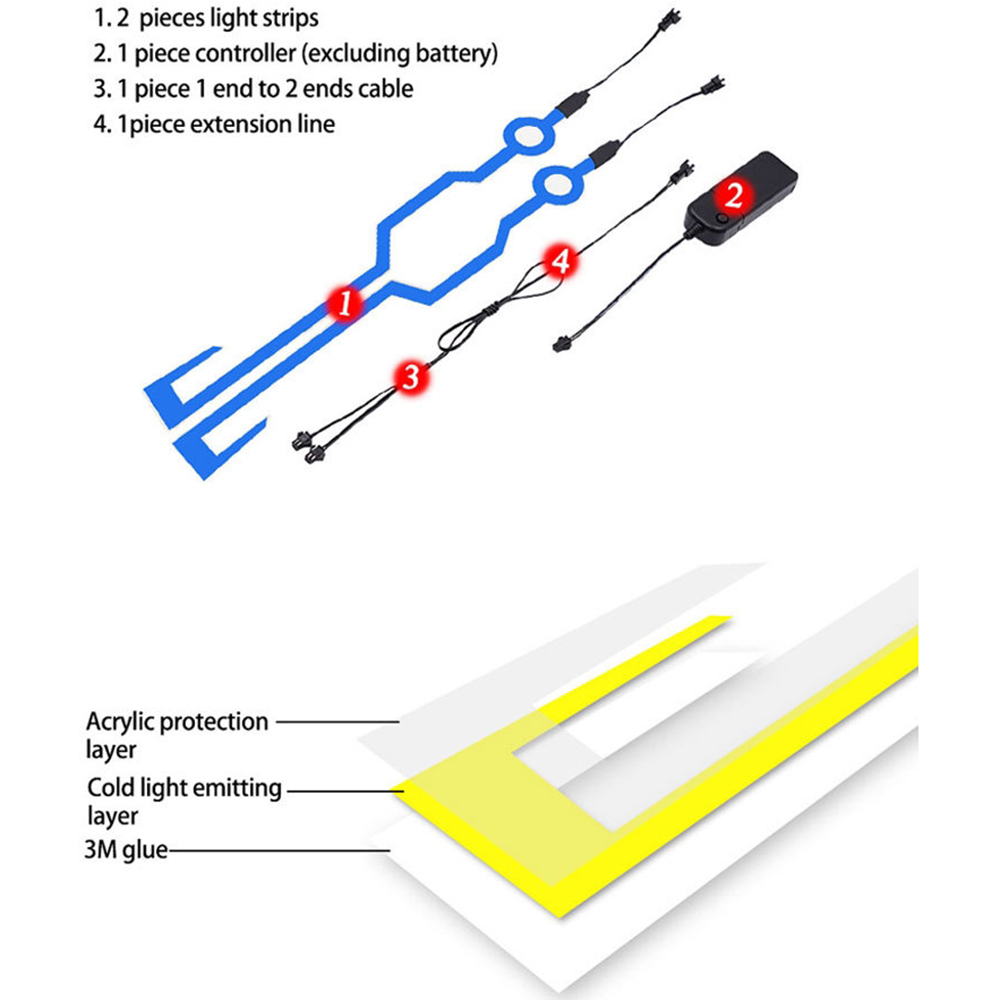 1. 2 pieces light strips
2. 1 piece controller (excluding battery)
3. 1 piece 1 end to 2 ends cable
4. 1piece extension line
2
4
1
3
Acrylic protection
layer
Cold light emitting
layer
3M glue